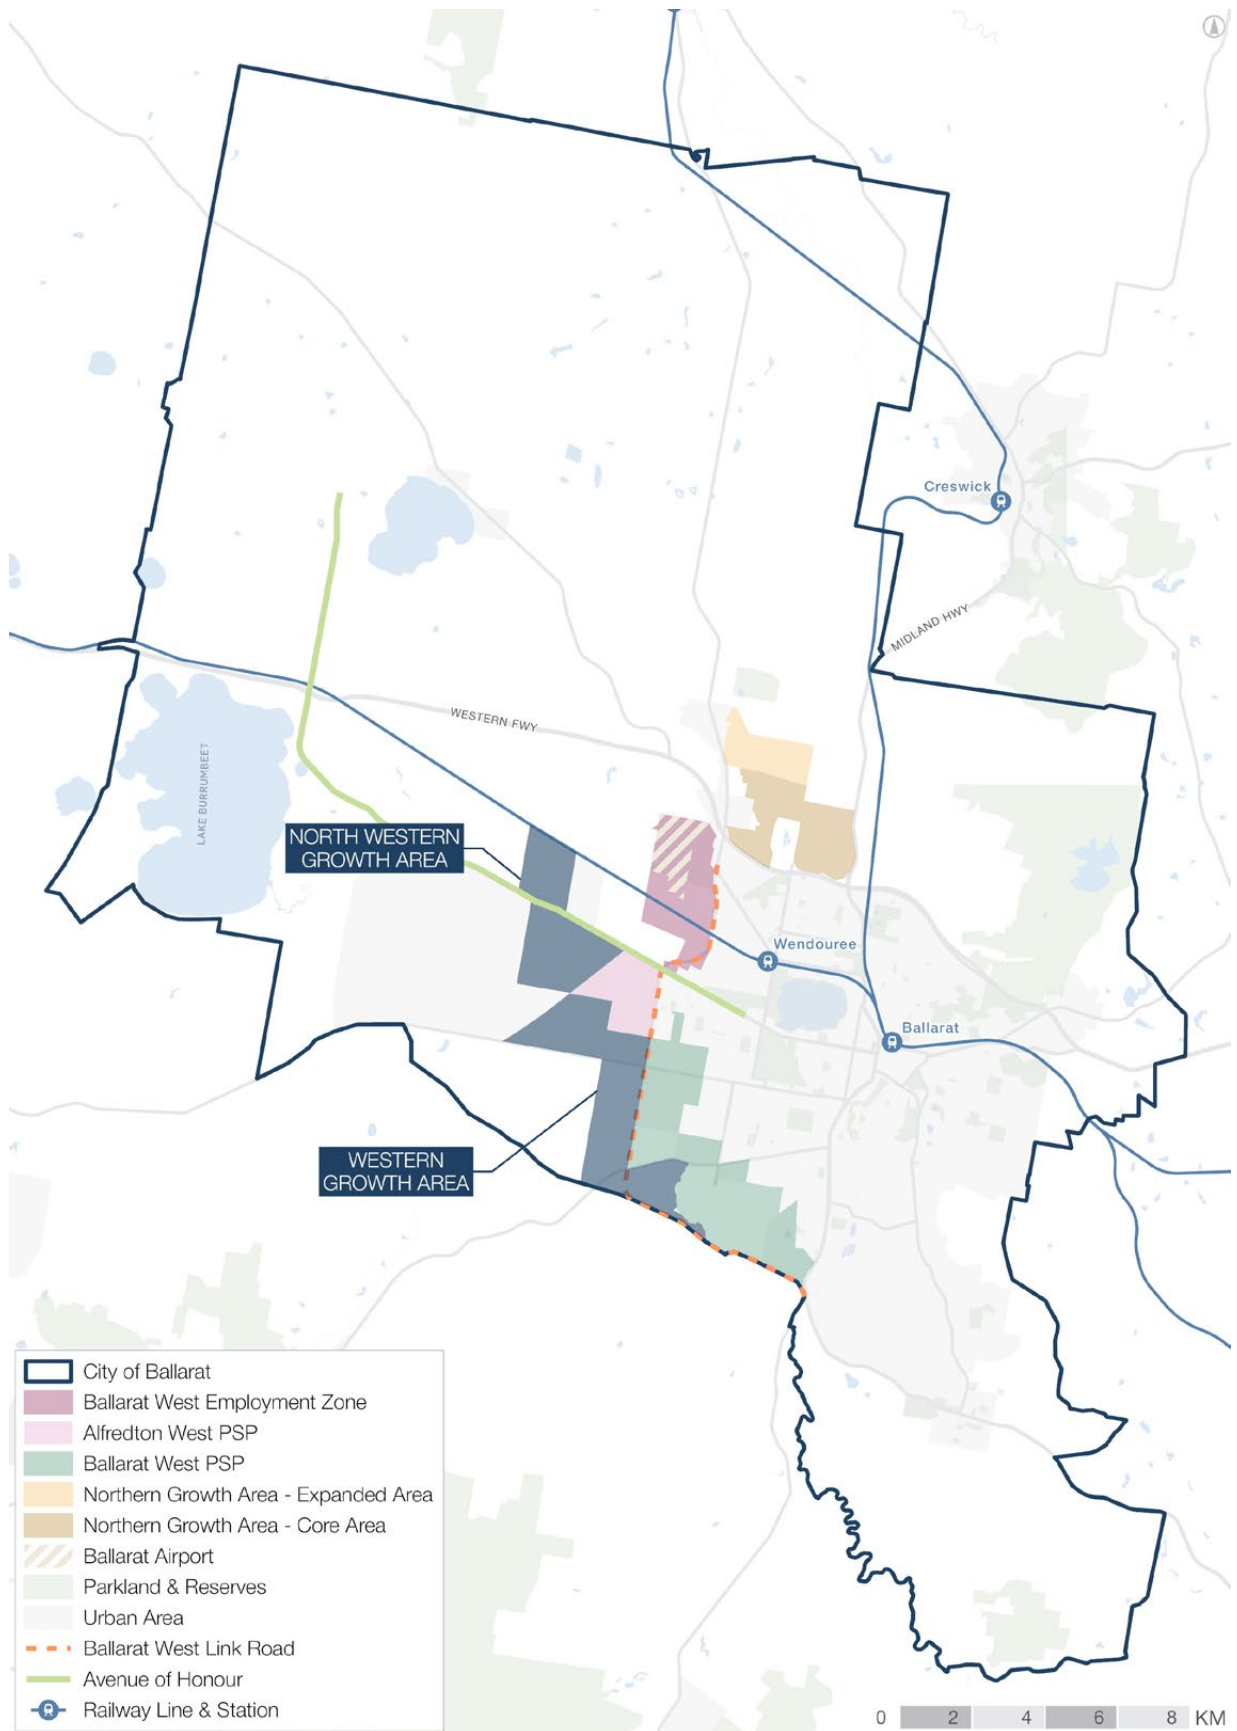 Creswick
MIDLAND HWY
WESTERN FWY
LAKE BURRUMBEET
NORTH WESTERN
GROWTH AREA
Wendouree
Ballarat
WESTERN
GROWTH AREA
City of Ballarat
Ballarat West Employment Zone
Alfredton West PSP
Ballarat West PSP
Northern Growth Area - Expanded Area
Northern Growth Area - Core Area
Ballarat Airport
Parkland & Reserves
Urban Area
Ballarat West Link Road
Avenue of Honour
Railway Line & Station
0 2 4 6 8 KM